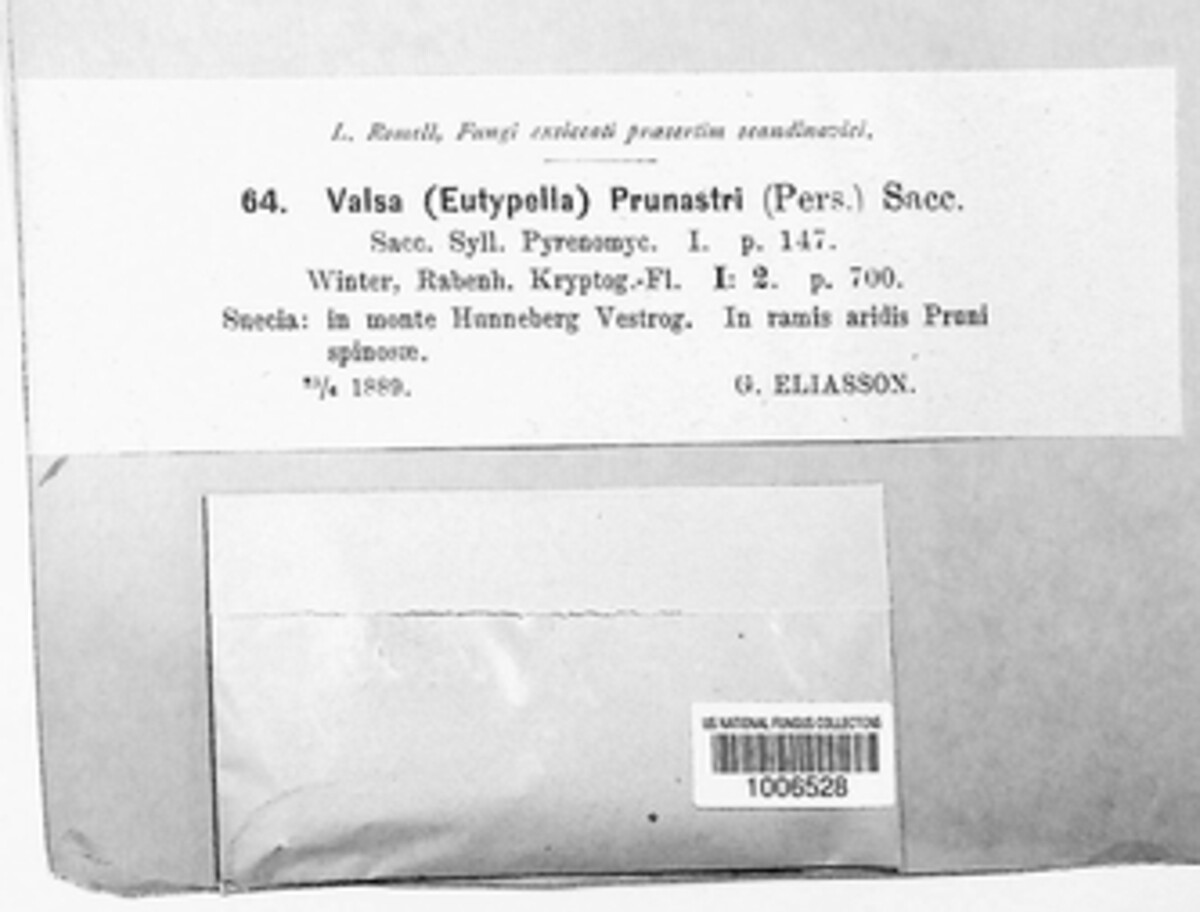 L. Romell, Fungi exsiccati præsertim scandinavici.
64. Valsa (Eutypella) Prunastri (Pers.) Sacc.
Sacc. Syll. Pyrenomyc. I. p. 147.
Winter, Rabenh. Kryptog.-Fl. I: 2. p. 700.
Suecia: in monte Hunneberg Vestrog. In ramis aridis Pruni
spinosæ.
1889. G. ELIASSON.
US NATIONAL FUNGUS COLLECTIONS
1006528